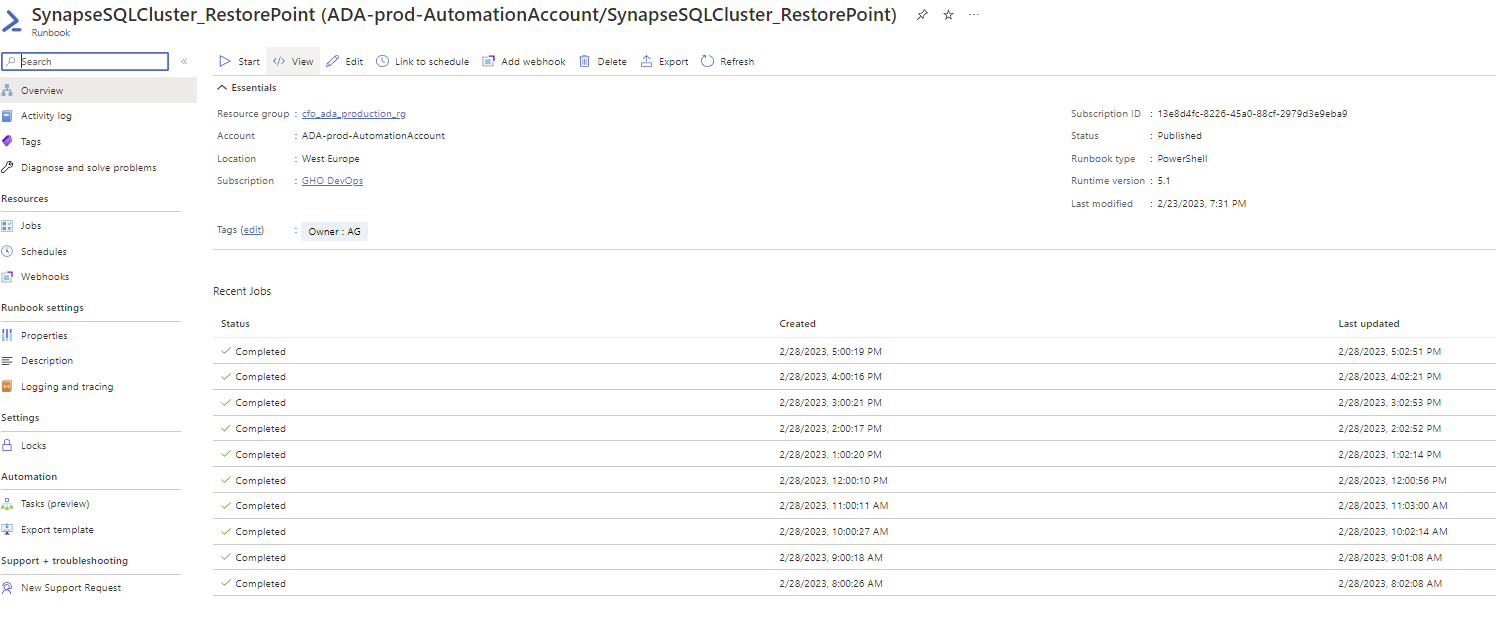 SynapseSQLCluster_RestorePoint (ADA-prod-AutomationAccount/SynapseSQLCluster_RestorePoint)
Runbook
Search
Start View Edit Link to schedule Add webhook Delete Export Refresh
Overview
Activity log
Tags
Diagnose and solve problems
Resources
Jobs
Schedules
Webhooks
Runbook settings
Properties
Description
Logging and tracing
Settings
Locks
Automation
Tasks (preview)
Export template
Support + troubleshooting
New Support Request
Essentials
Resource group : cfo_ada_production_rg
Account : ADA-prod-AutomationAccount
Location : West Europe
Subscription : GHO DevOps
Subscription ID : 13e8d4fc-8226-45a0-88cf-2979d3e9eba9
Status : Published
Runbook type : PowerShell
Runtime version : 5.1
Last modified : 2/23/2023, 7:31 PM
Tags (edit) : Owner : AG
Recent Jobs
Status Created Last updated
Completed 2/28/2023, 5:00:19 PM 2/28/2023, 5:02:51 PM
Completed 2/28/2023, 4:00:16 PM 2/28/2023, 4:02:21 PM
Completed 2/28/2023, 3:00:21 PM 2/28/2023, 3:02:53 PM
Completed 2/28/2023, 2:00:17 PM 2/28/2023, 2:02:52 PM
Completed 2/28/2023, 1:00:20 PM 2/28/2023, 1:02:14 PM
Completed 2/28/2023, 12:00:10 PM 2/28/2023, 12:00:56 PM
Completed 2/28/2023, 11:00:11 AM 2/28/2023, 11:03:00 AM
Completed 2/28/2023, 10:00:27 AM 2/28/2023, 10:02:14 AM
Completed 2/28/2023, 9:00:18 AM 2/28/2023, 9:01:08 AM
Completed 2/28/2023, 8:00:26 AM 2/28/2023, 8:02:08 AM